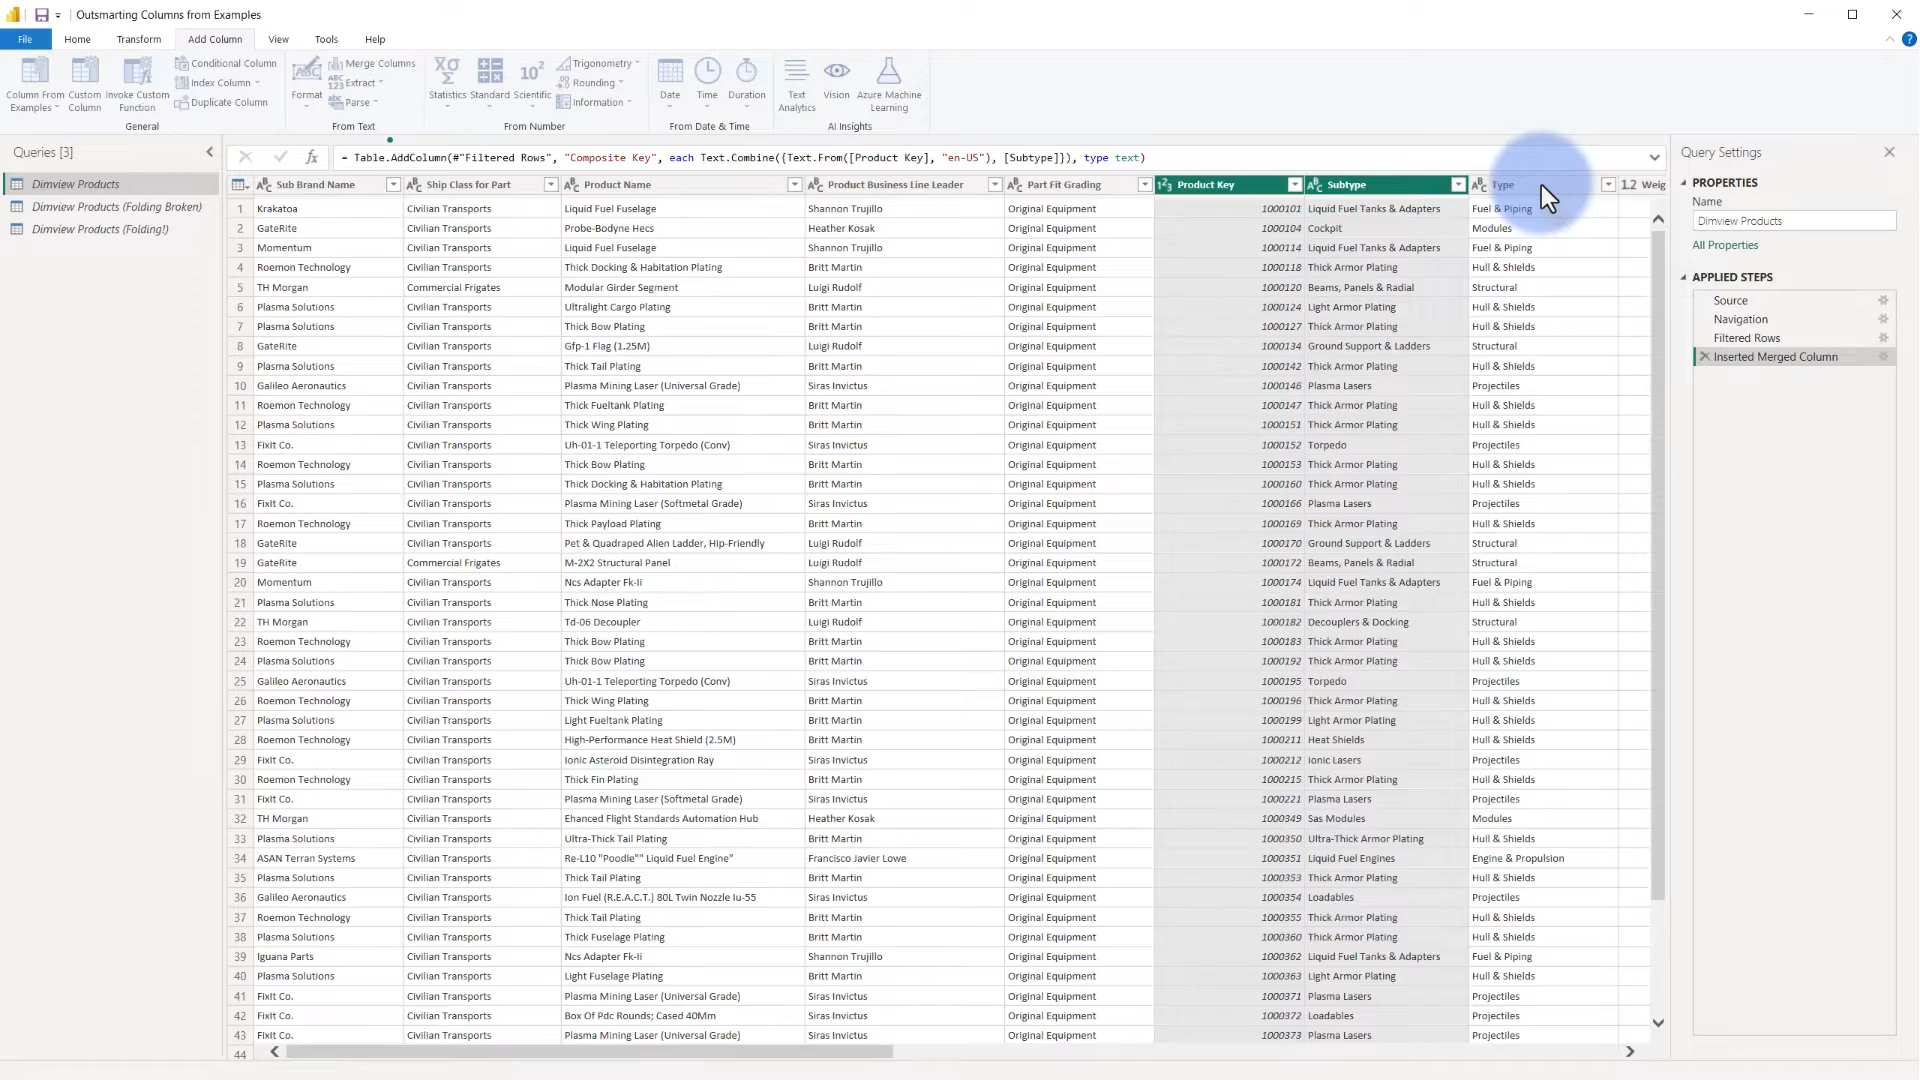 Outsmarting Columns from Examples
File Home Transform Add Column View Tools Help
Column From Examples
Custom Column
Invoke Custom Function
Conditional Column
Index Column
Duplicate Column
General
Format
Merge Columns
Extract
Parse
From Text
Statistics
Standard
Scientific
Trigonometry
Rounding
Information
From Number
Date
Time
Duration
From Date & Time
Text Analytics
Vision
Azure Machine Learning
AI Insights
Queries [3]
Dimview Products
Dimview Products (Folding Broken)
Dimview Products (Folding!)
= Table.AddColumn(#"Filtered Rows", "Composite Key", each Text.Combine({Text.From([Product Key], "en-US"), [Subtype]}), type text)
Sub Brand Name Ship Class for Part Product Name Product Business Line Leader Part Fit Grading Product Key Subtype Type 1.2 Weig
1 Krakatoa Civilian Transports Liquid Fuel Fuselage Shannon Trujillo Original Equipment 1000101 Liquid Fuel Tanks & Adapters Fuel & Piping
2 GateRite Civilian Transports Probe-Bodyne Hecs Heather Kosak Original Equipment 1000104 Cockpit Modules
3 Momentum Civilian Transports Liquid Fuel Fuselage Shannon Trujillo Original Equipment 1000114 Liquid Fuel Tanks & Adapters Fuel & Piping
4 Roemon Technology Civilian Transports Thick Docking & Habitation Plating Britt Martin Original Equipment 1000118 Thick Armor Plating Hull & Shields
5 TH Morgan Commercial Frigates Modular Girder Segment Luigi Rudolf Original Equipment 1000120 Beams, Panels & Radial Structural
6 Plasma Solutions Civilian Transports Ultralight Cargo Plating Britt Martin Original Equipment 1000124 Light Armor Plating Hull & Shields
7 Plasma Solutions Civilian Transports Thick Bow Plating Britt Martin Original Equipment 1000127 Thick Armor Plating Hull & Shields
8 GateRite Civilian Transports Gfp-1 Flag (1.25M) Luigi Rudolf Original Equipment 1000134 Ground Support & Ladders Structural
9 Plasma Solutions Civilian Transports Thick Tail Plating Britt Martin Original Equipment 1000142 Thick Armor Plating Hull & Shields
10 Galileo Aeronautics Civilian Transports Plasma Mining Laser (Universal Grade) Siras Invictus Original Equipment 1000146 Plasma Lasers Projectiles
11 Roemon Technology Civilian Transports Thick Fueltank Plating Britt Martin Original Equipment 1000147 Thick Armor Plating Hull & Shields
12 Plasma Solutions Civilian Transports Thick Wing Plating Britt Martin Original Equipment 1000151 Thick Armor Plating Hull & Shields
13 FixIt Co. Civilian Transports Uh-01-1 Teleporting Torpedo (Conv) Siras Invictus Original Equipment 1000152 Torpedo Projectiles
14 Roemon Technology Civilian Transports Thick Bow Plating Britt Martin Original Equipment 1000153 Thick Armor Plating Hull & Shields
15 Plasma Solutions Civilian Transports Thick Docking & Habitation Plating Britt Martin Original Equipment 1000160 Thick Armor Plating Hull & Shields
16 FixIt Co. Civilian Transports Plasma Mining Laser (Softmetal Grade) Siras Invictus Original Equipment 1000166 Plasma Lasers Projectiles
17 Roemon Technology Civilian Transports Thick Payload Plating Britt Martin Original Equipment 1000169 Thick Armor Plating Hull & Shields
18 GateRite Civilian Transports Pet & Quadraped Alien Ladder, Hip-Friendly Luigi Rudolf Original Equipment 1000170 Ground Support & Ladders Structural
19 GateRite Commercial Frigates M-2X2 Structural Panel Luigi Rudolf Original Equipment 1000172 Beams, Panels & Radial Structural
20 Momentum Civilian Transports Ncs Adapter Fk-Ii Shannon Trujillo Original Equipment 1000174 Liquid Fuel Tanks & Adapters Fuel & Piping
21 Plasma Solutions Civilian Transports Thick Nose Plating Britt Martin Original Equipment 1000181 Thick Armor Plating Hull & Shields
22 TH Morgan Civilian Transports Td-06 Decoupler Luigi Rudolf Original Equipment 1000182 Decouplers & Docking Structural
23 Roemon Technology Civilian Transports Thick Bow Plating Britt Martin Original Equipment 1000183 Thick Armor Plating Hull & Shields
24 Plasma Solutions Civilian Transports Thick Bow Plating Britt Martin Original Equipment 1000192 Thick Armor Plating Hull & Shields
25 Galileo Aeronautics Civilian Transports Uh-01-1 Teleporting Torpedo (Conv) Siras Invictus Original Equipment 1000195 Torpedo Projectiles
26 Roemon Technology Civilian Transports Thick Wing Plating Britt Martin Original Equipment 1000196 Thick Armor Plating Hull & Shields
27 Plasma Solutions Civilian Transports Light Fueltank Plating Britt Martin Original Equipment 1000199 Light Armor Plating Hull & Shields
28 Roemon Technology Civilian Transports High-Performance Heat Shield (2.5M) Britt Martin Original Equipment 1000211 Heat Shields Hull & Shields
29 FixIt Co. Civilian Transports Ionic Asteroid Disintegration Ray Siras Invictus Original Equipment 1000212 Ionic Lasers Projectiles
30 Roemon Technology Civilian Transports Thick Fin Plating Britt Martin Original Equipment 1000215 Thick Armor Plating Hull & Shields
31 FixIt Co. Civilian Transports Plasma Mining Laser (Softmetal Grade) Siras Invictus Original Equipment 1000221 Plasma Lasers Projectiles
32 TH Morgan Civilian Transports Ehanced Flight Standards Automation Hub Heather Kosak Original Equipment 1000349 Sas Modules Modules
33 Plasma Solutions Civilian Transports Ultra-Thick Tail Plating Britt Martin Original Equipment 1000350 Ultra-Thick Armor Plating Hull & Shields
34 ASAN Terran Systems Civilian Transports Re-L10 "Poodle"" Liquid Fuel Engine" Francisco Javier Lowe Original Equipment 1000351 Liquid Fuel Engines Engine & Propulsion
35 Plasma Solutions Civilian Transports Thick Tail Plating Britt Martin Original Equipment 1000353 Thick Armor Plating Hull & Shields
36 Galileo Aeronautics Civilian Transports Ion Fuel (R.E.A.C.T.) 80L Twin Nozzle Iu-55 Siras Invictus Original Equipment 1000354 Loadables Projectiles
37 Roemon Technology Civilian Transports Thick Tail Plating Britt Martin Original Equipment 1000355 Thick Armor Plating Hull & Shields
38 Plasma Solutions Civilian Transports Thick Fuselage Plating Britt Martin Original Equipment 1000360 Thick Armor Plating Hull & Shields
39 Iguana Parts Civilian Transports Ncs Adapter Fk-Ii Shannon Trujillo Original Equipment 1000362 Liquid Fuel Tanks & Adapters Fuel & Piping
40 Plasma Solutions Civilian Transports Light Fuselage Plating Britt Martin Original Equipment 1000363 Light Armor Plating Hull & Shields
41 FixIt Co. Civilian Transports Plasma Mining Laser (Universal Grade) Siras Invictus Original Equipment 1000371 Plasma Lasers Projectiles
42 FixIt Co. Civilian Transports Box Of Pdc Rounds; Cased 40Mm Siras Invictus Original Equipment 1000372 Loadables Projectiles
43 FixIt Co. Civilian Transports Plasma Mining Laser (Universal Grade) Siras Invictus Original Equipment 1000373 Plasma Lasers Projectiles
44
Query Settings
PROPERTIES
Name
Dimview Products
All Properties
APPLIED STEPS
Source
Navigation
Filtered Rows
Inserted Merged Column